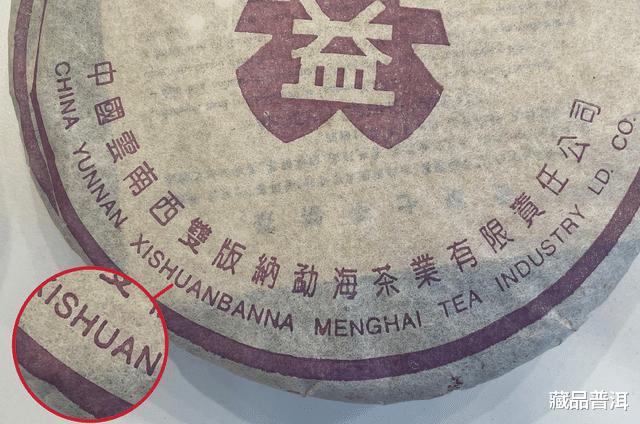 益
中國雲南西雙版納勐海茶業有限責任公司
CHINA YUNNAN XISHUANBANNA MENGHAI TEA INDUSTRY LD. CO.
XISHUAN
藏品普洱